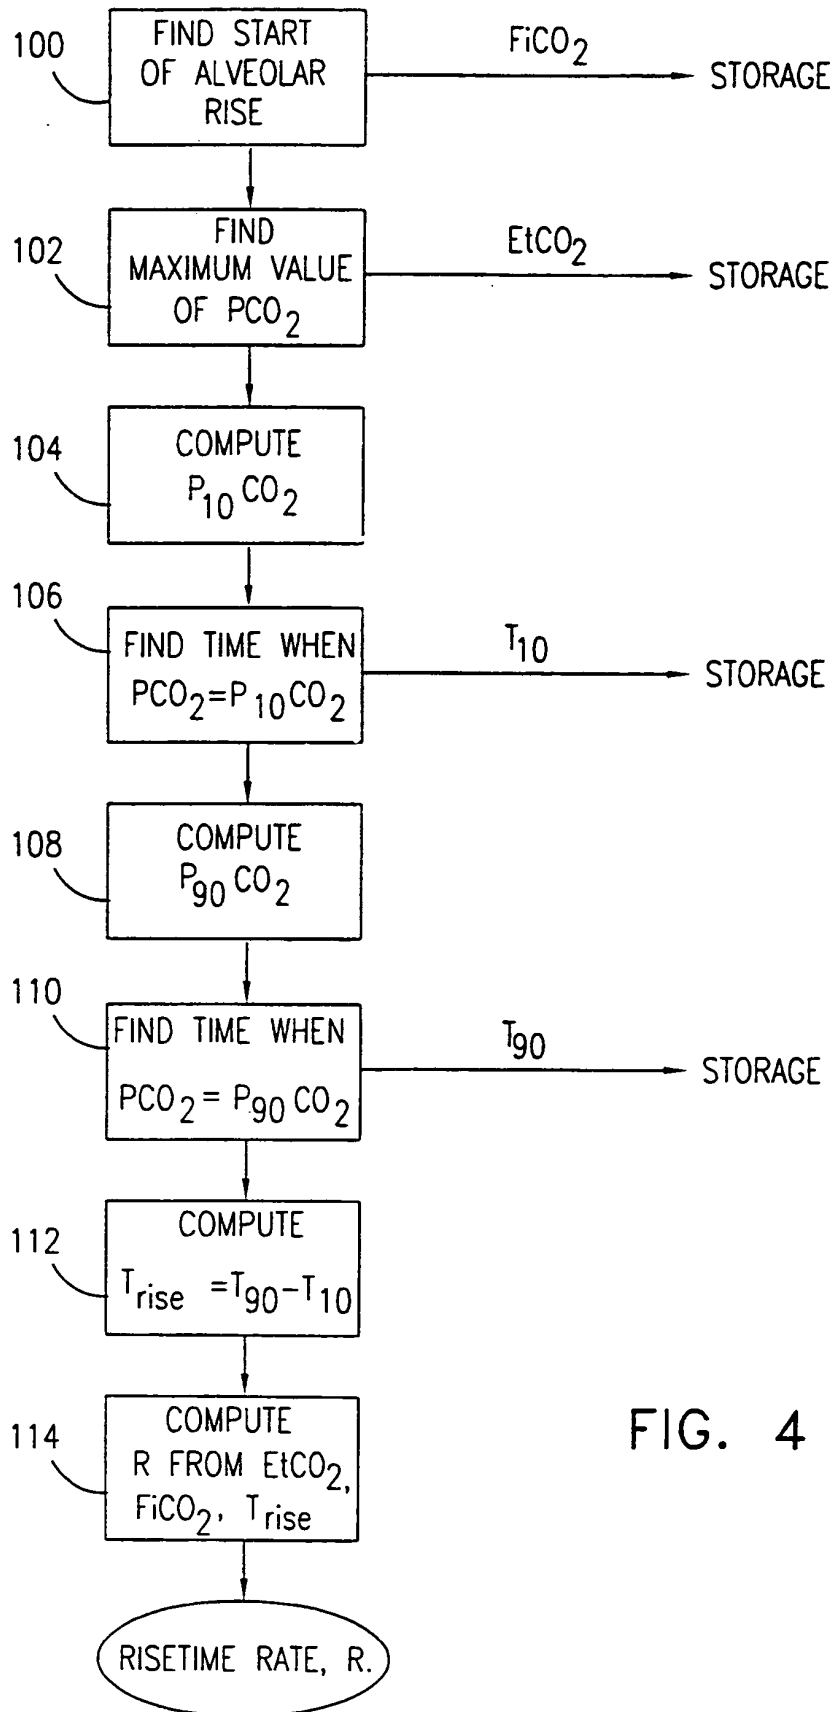 100
FIND START
OF ALVEOLAR
RISE
FiCO₂
STORAGE
102
FIND
MAXIMUM VALUE
OF PCO₂
EtCO₂
STORAGE
104
COMPUTE
P₁₀CO₂
106
FIND TIME WHEN
PCO₂=P₁₀CO₂
T₁₀
STORAGE
108
COMPUTE
P₉₀CO₂
110
FIND TIME WHEN
PCO₂=P₉₀CO₂
T₉₀
STORAGE
112
COMPUTE
Trise =T₉₀-T₁₀
114
COMPUTE
R FROM EtCO₂,
FiCO₂, Trise
FIG. 4
RISETIME RATE, R.